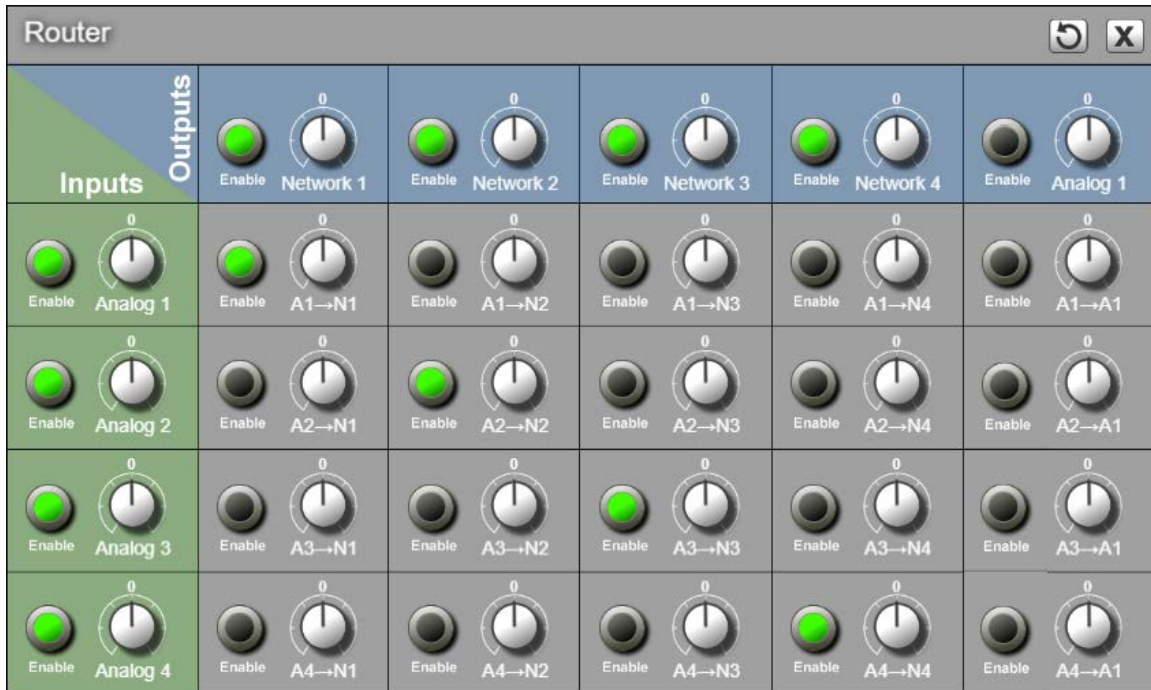 Router X
Outputs
Inputs
0 0 0 0 0
Enable Network 1 Enable Network 2 Enable Network 3 Enable Network 4 Enable Analog 1
0 0 0 0 0 0
Enable Analog 1 Enable A1→N1 Enable A1→N2 Enable A1→N3 Enable A1→N4 Enable A1→A1
0 0 0 0 0 0
Enable Analog 2 Enable A2→N1 Enable A2→N2 Enable A2→N3 Enable A2→N4 Enable A2→A1
0 0 0 0 0 0
Enable Analog 3 Enable A3→N1 Enable A3→N2 Enable A3→N3 Enable A3→N4 Enable A3→A1
0 0 0 0 0 0
Enable Analog 4 Enable A4→N1 Enable A4→N2 Enable A4→N3 Enable A4→N4 Enable A4→A1